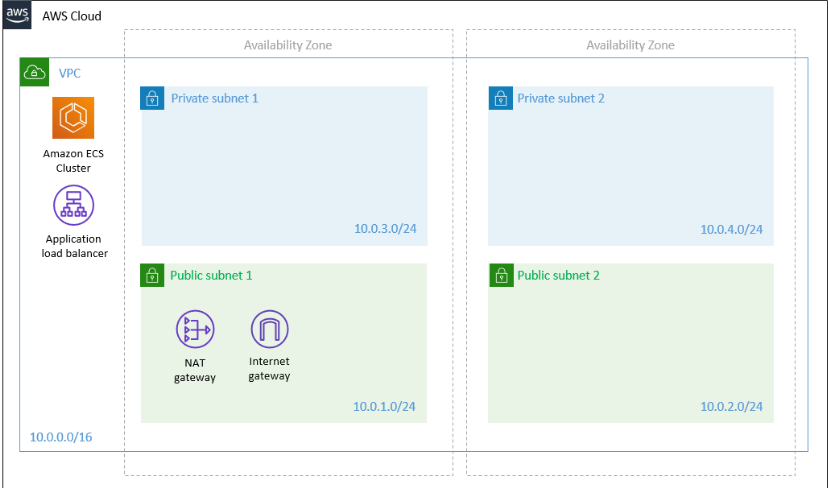 aws
AWS Cloud
Availability Zone
Availability Zone
VPC
Amazon ECS
Cluster
Application
load balancer
Private subnet 1
10.0.3.0/24
Private subnet 2
10.0.4.0/24
Public subnet 1
NAT
gateway
Internet
gateway
10.0.1.0/24
Public subnet 2
10.0.2.0/24
10.0.0.0/16